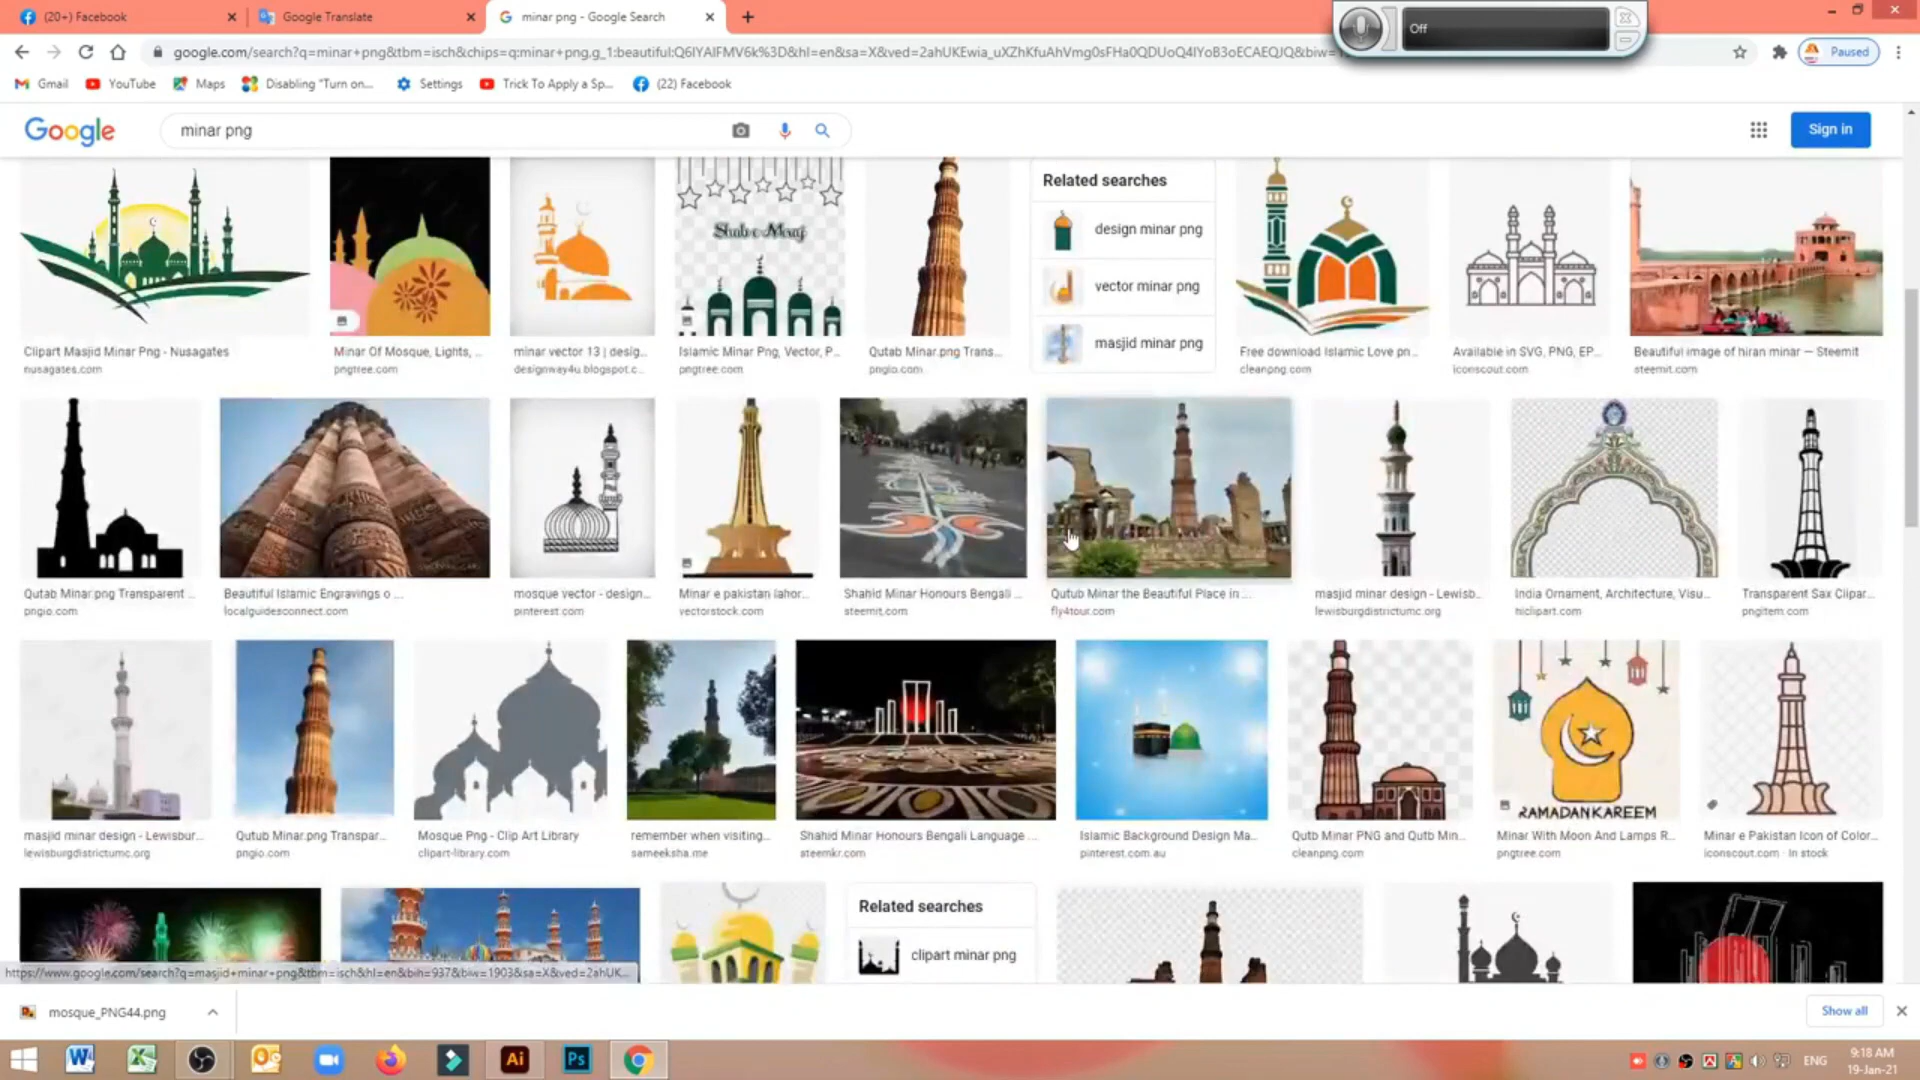 (20+) Facebook
Google Translate
minar png - Google Search
Off
google.com/search?q=minar+png&tbm=isch&chips=q:minar+png,g_1:beautiful:Q6IYAIFMV6k%3D&hl=en&sa=X&ved=2ahUKEwia_uXZhKfuAhVmg0sFHa0QDUoQ4lYoB3oECAEQJQ&biw=
Paused
Gmail
YouTube
Maps
Disabling "Turn on...
Settings
Trick To Apply a Sp...
(22) Facebook
Google
minar png
Sign in
Shab-e-Meraj
Related searches
design minar png
vector minar png
masjid minar png
Clipart Masjid Minar Png - Nusagates
nusagates.com
Minar Of Mosque, Lights, ...
pngtree.com
minar vector 13 | desig...
designway4u.blogspot.c...
Islamic Minar Png, Vector, P...
pngtree.com
Qutab Minar.png Trans...
pngio.com
Free download Islamic Love pn...
cleanpng.com
Available in SVG, PNG, EP...
iconscout.com
Beautiful image of hiran minar — Steemit
steemit.com
Qutab Minar.png Transparent ...
pngio.com
Beautiful Islamic Engravings o ...
localguidesconnect.com
mosque vector - design...
pinterest.com
Minar e pakistan lahor...
vectorstock.com
Shahid Minar Honours Bengali ...
steemit.com
Qutub Minar the Beautiful Place in ...
fly4tour.com
masjid minar design - Lewisb...
lewisburgdistrictumc.org
India Ornament, Architecture, Visu...
hiclipart.com
Transparent Sax Clipar...
pngitem.com
RAMADAN KAREEM
masjid minar design - Lewisbur...
lewisburgdistrictumc.org
Qutub Minar.png Transpar...
pngio.com
Mosque Png - Clip Art Library
clipart-library.com
remember when visiting...
sameeksha.me
Shahid Minar Honours Bengali Language ...
steemkr.com
Islamic Background Design Ma...
pinterest.com.au
Qutb Minar PNG and Qutb Min...
cleanpng.com
Minar With Moon And Lamps R...
pngtree.com
Minar e Pakistan Icon of Color...
iconscout.com · In stock
Related searches
clipart minar png
https://www.google.com/search?q=masjid+minar+png&tbm=isch&hl=en&bih=937&biw=1903&sa=X&ved=2ahUK...
mosque_PNG44.png
Show all
Ai
Ps
ENG
9:18 AM
19-Jan-21